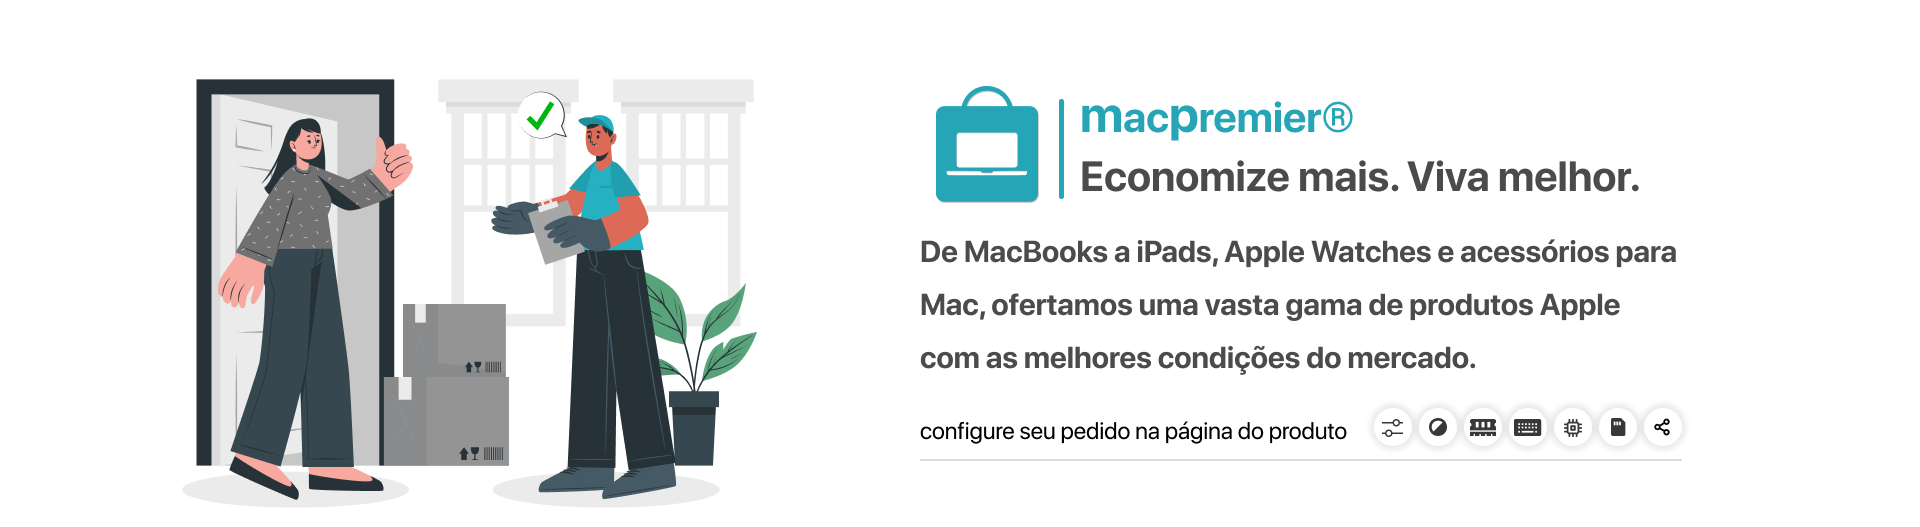 macpremier®
Economize mais. Viva melhor.
De MacBooks a iPads, Apple Watches e acessórios para
Mac, ofertamos uma vasta gama de produtos Apple
com as melhores condições do mercado.
configure seu pedido na página do produto